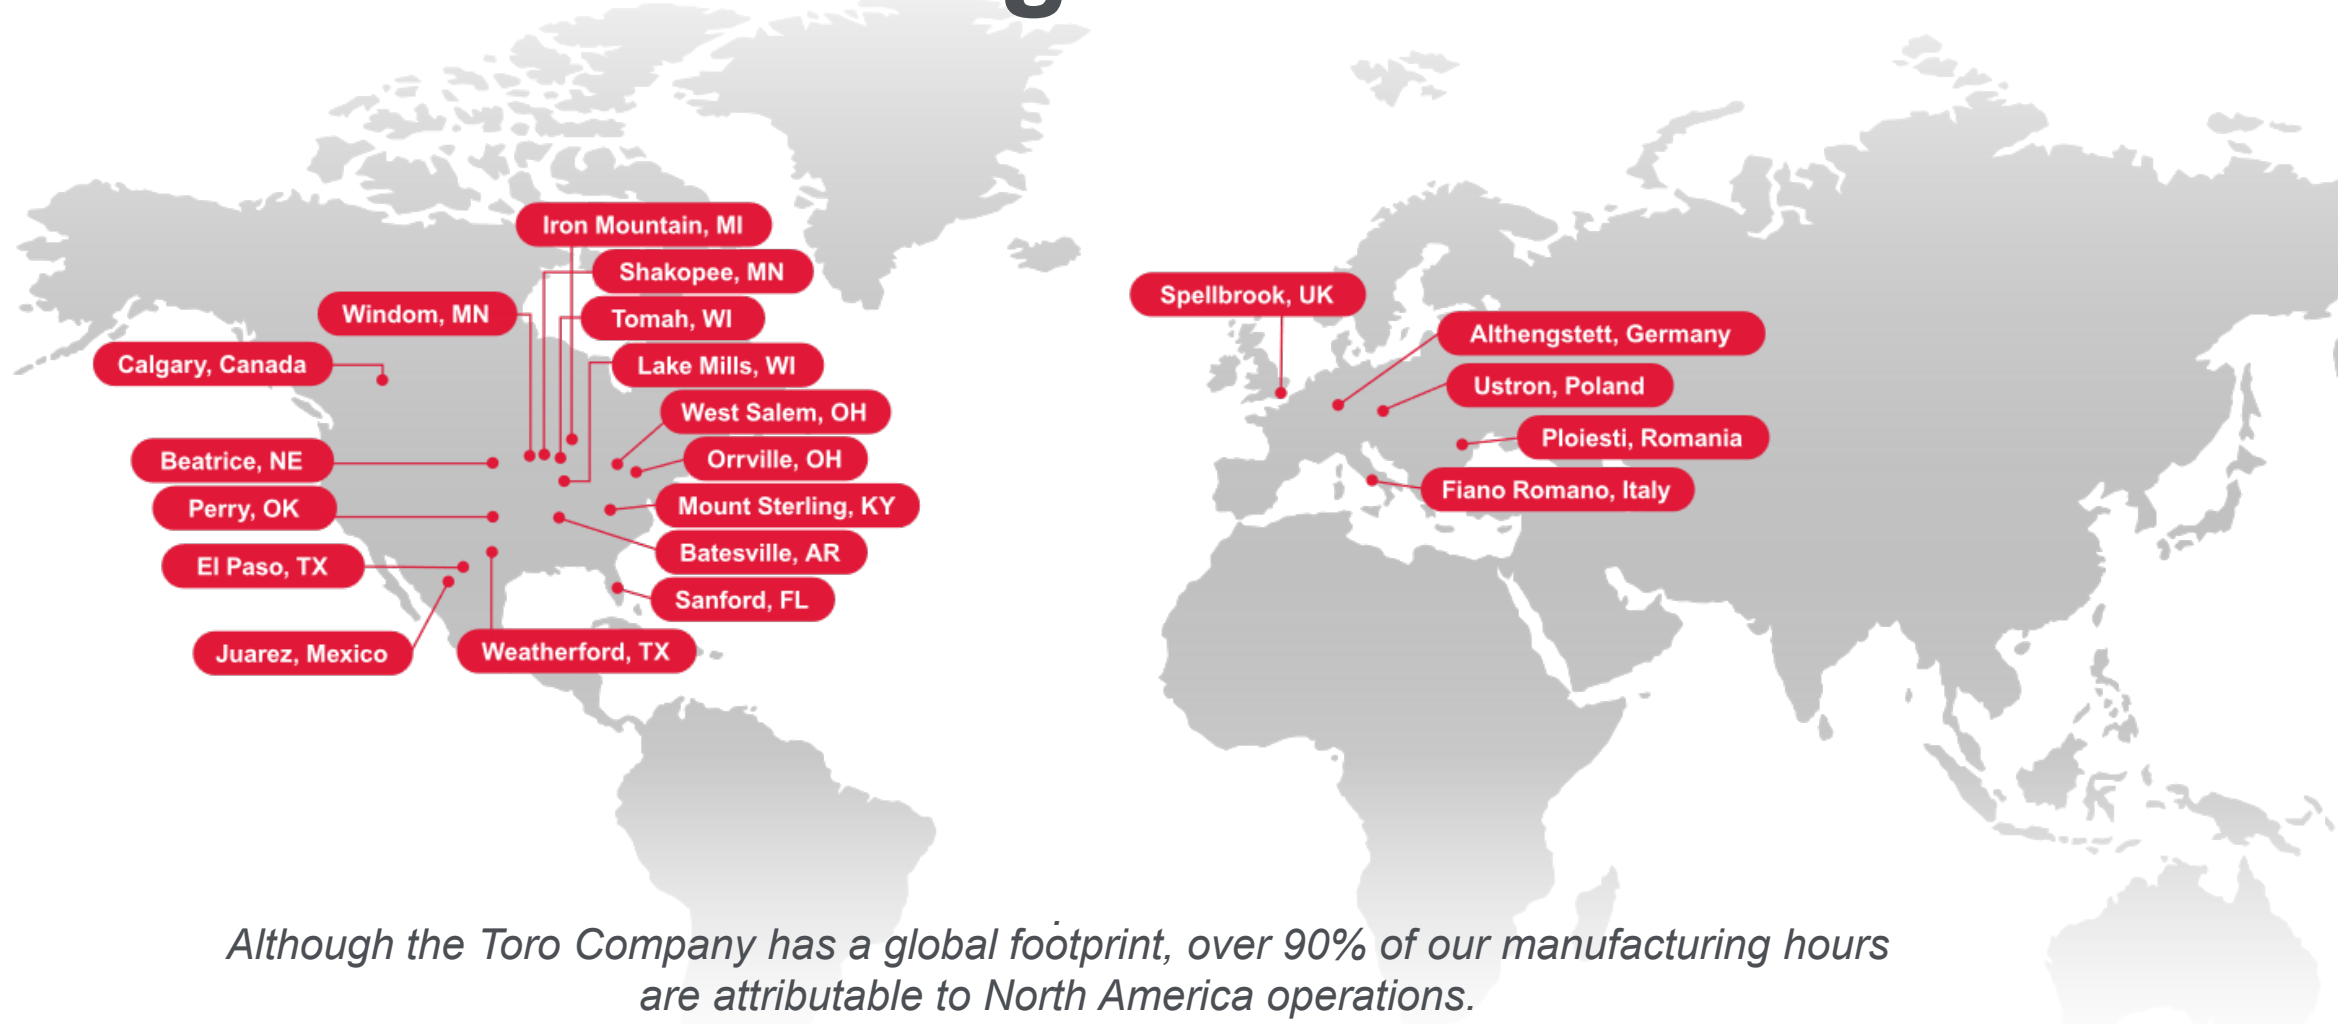 Iron Mountain, MI
Shakopee, MN
Windom, MN
Tomah, WI
Calgary, Canada
Lake Mills, WI
West Salem, OH
Beatrice, NE
Orrville, OH
Perry, OK
Mount Sterling, KY
El Paso, TX
Batesville, AR
Sanford, FL
Juarez, Mexico
Weatherford, TX
Spellbrook, UK
Althengstett, Germany
Ustron, Poland
Ploiesti, Romania
Fiano Romano, Italy
Although the Toro Company has a global footprint, over 90% of our manufacturing hours
are attributable to North America operations.